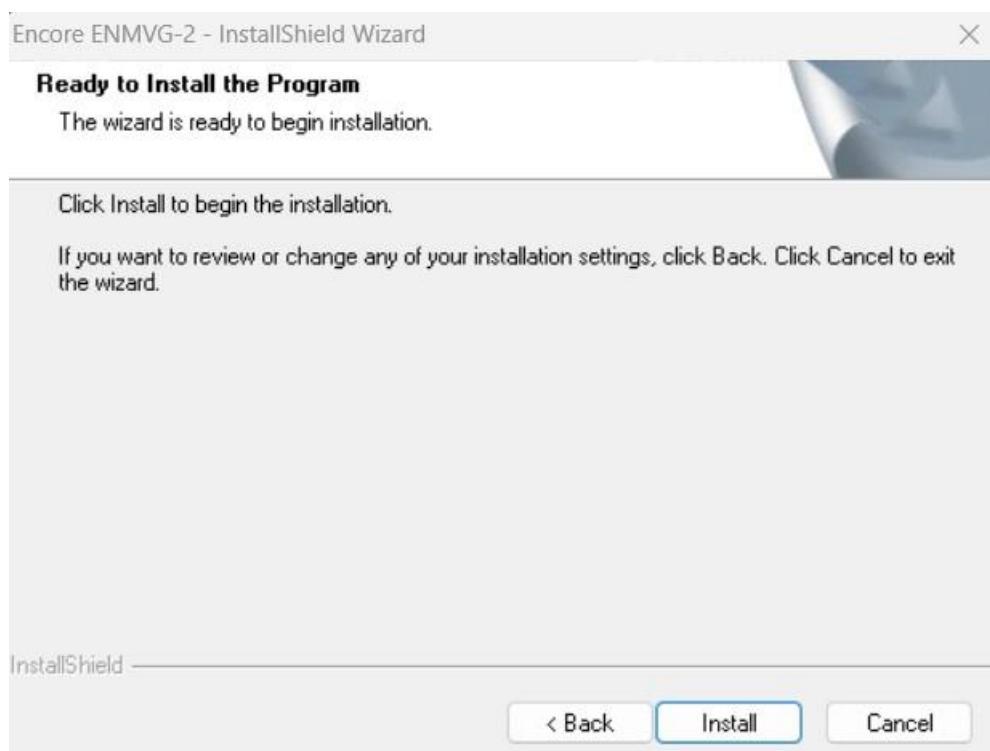 Encore ENMVG-2 - InstallShield Wizard
Ready to Install the Program
The wizard is ready to begin installation.
Click Install to begin the installation.
If you want to review or change any of your installation settings, click Back. Click Cancel to exit
the wizard.
InstallShield
< Back
Install
Cancel